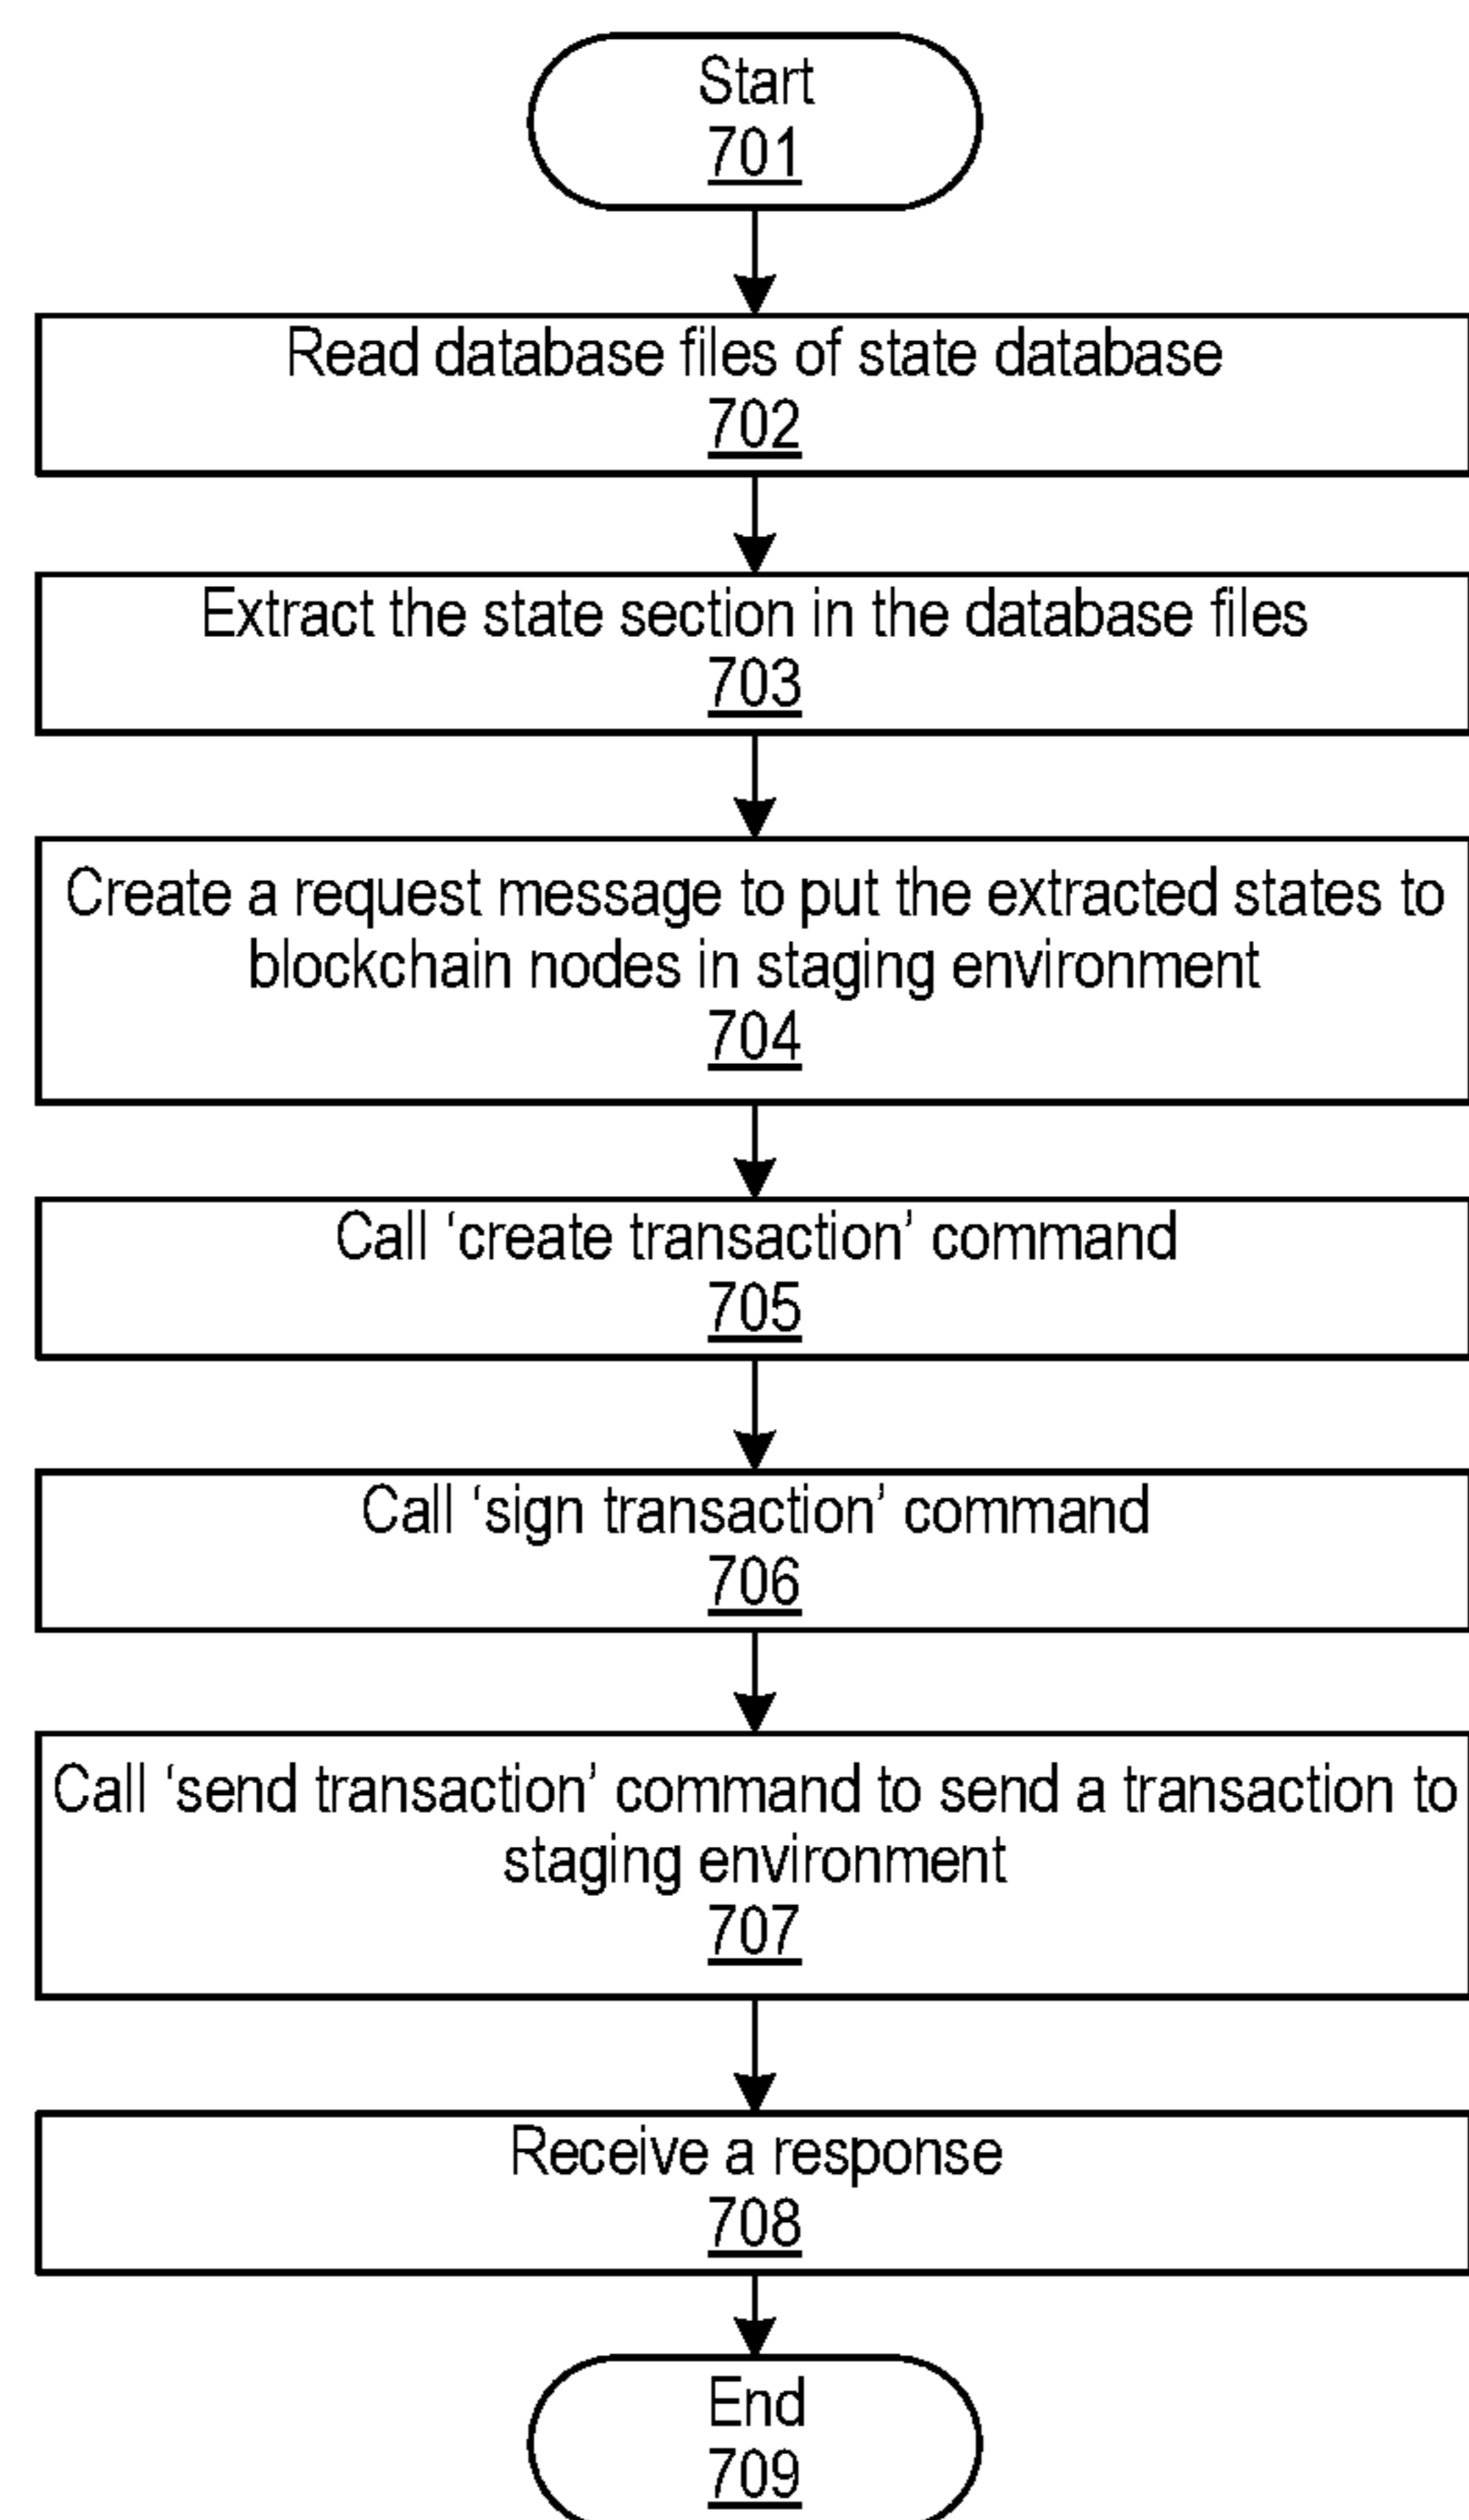 Start
701
Read database files of state database
702
Extract the state section in the database files
703
Create a request message to put the extracted states to
blockchain nodes in staging environment
704
Call ‘create transaction’ command
705
Call ‘sign transaction’ command
706
Call ‘send transaction’ command to send a transaction to
staging environment
707
Receive a response
708
End
709